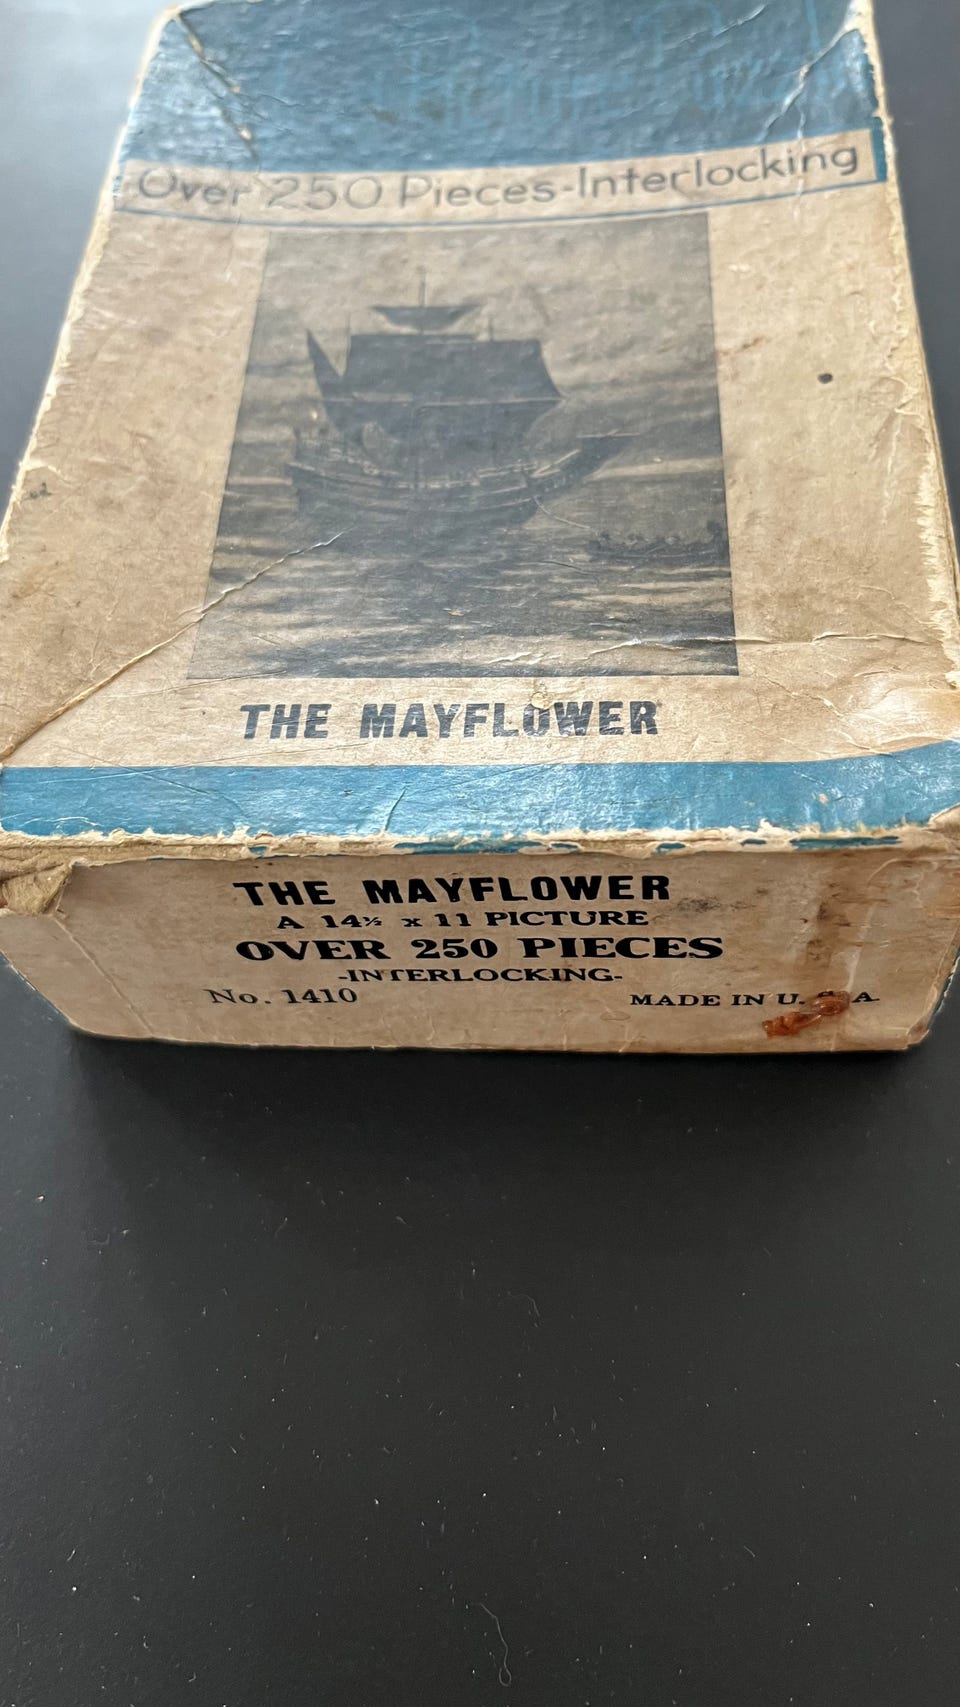 Over 250 Pieces-Interlocking
THE MAYFLOWER
THE MAYFLOWER
A 14½ x 11 PICTURE
OVER 250 PIECES
-INTERLOCKING-
No. 1410
MADE IN U. S. A.